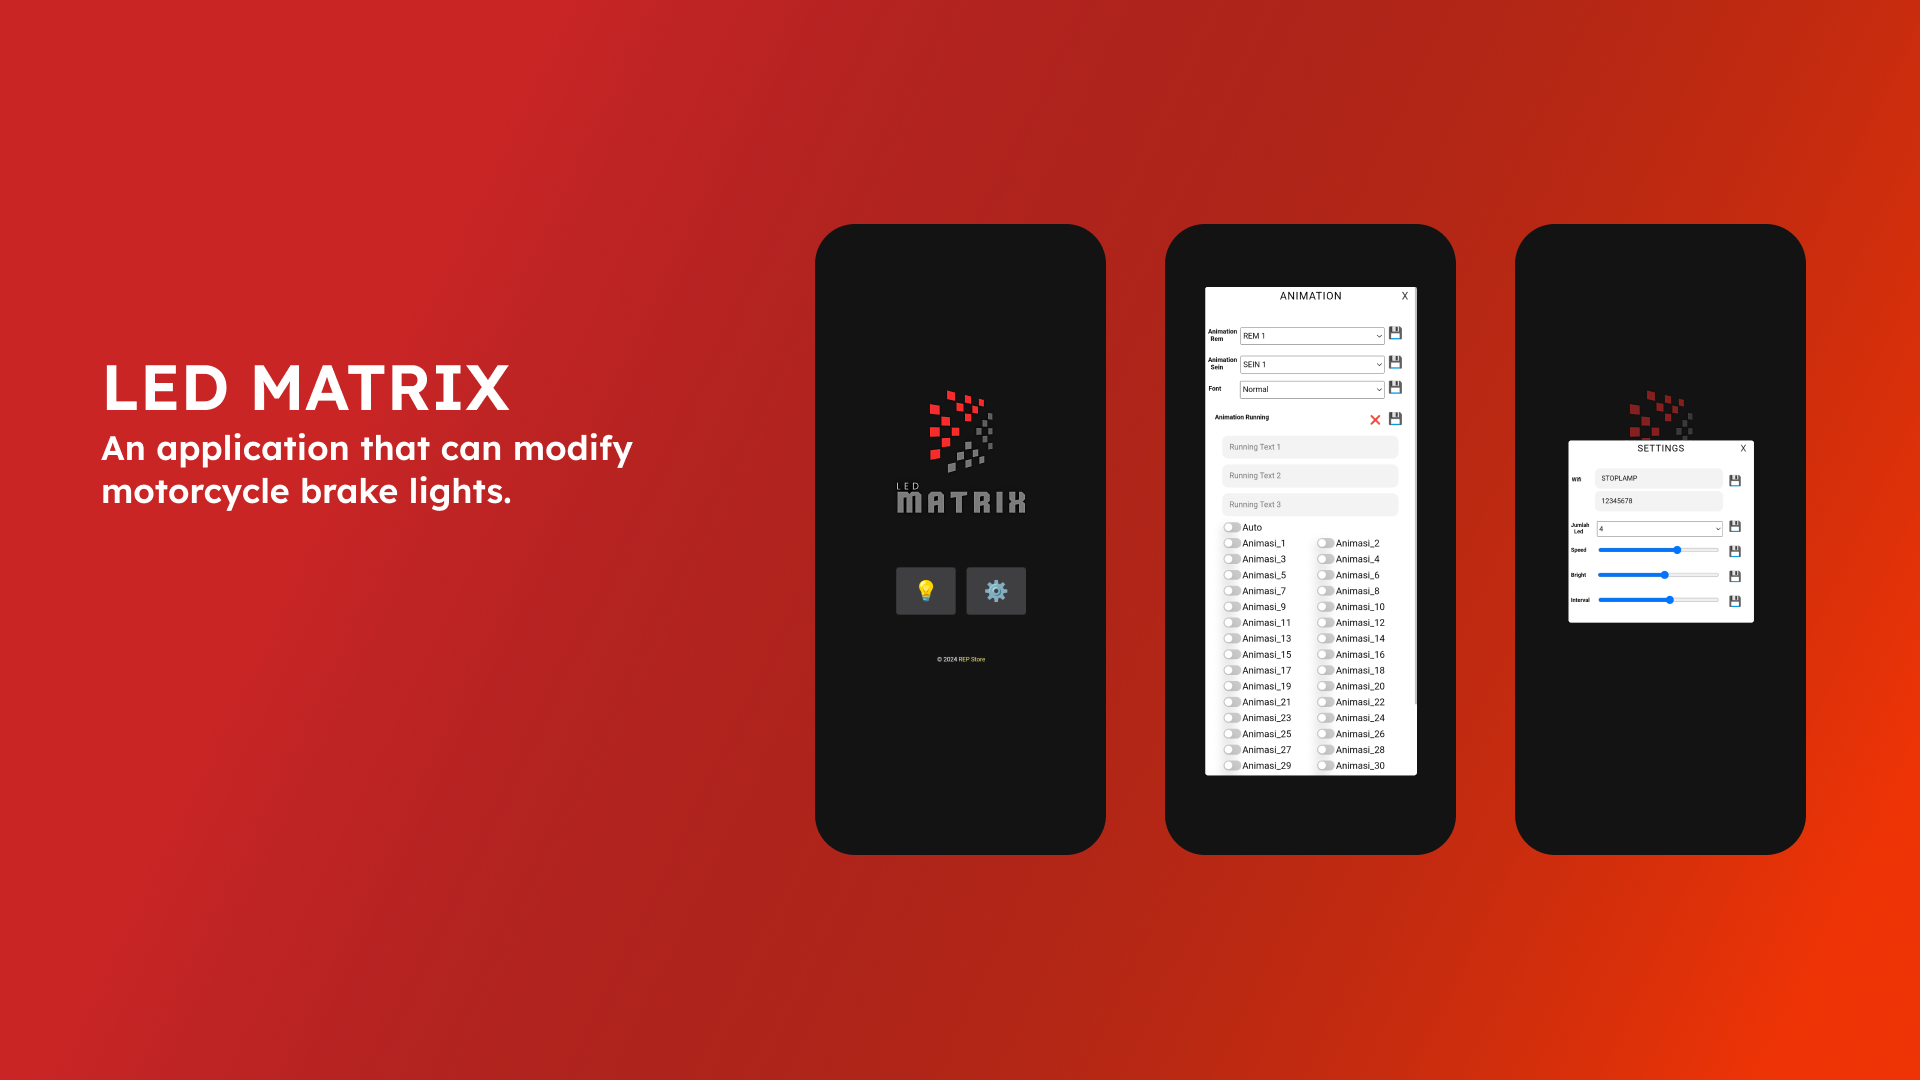 LED MATRIX
An application that can modify
motorcycle brake lights.
LED
MATRIX
© 2024 REP Store
ANIMATION X
Animation
Rem
REM 1
Animation
Sein
SEIN 1
Font
Normal
Animation Running
Running Text 1
Running Text 2
Running Text 3
Auto
Animasi_1 Animasi_2
Animasi_3 Animasi_4
Animasi_5 Animasi_6
Animasi_7 Animasi_8
Animasi_9 Animasi_10
Animasi_11 Animasi_12
Animasi_13 Animasi_14
Animasi_15 Animasi_16
Animasi_17 Animasi_18
Animasi_19 Animasi_20
Animasi_21 Animasi_22
Animasi_23 Animasi_24
Animasi_25 Animasi_26
Animasi_27 Animasi_28
Animasi_29 Animasi_30
SETTINGS X
Wifi
STOPLAMP
12345678
Jumlah
Led
4
Speed
Bright
Interval